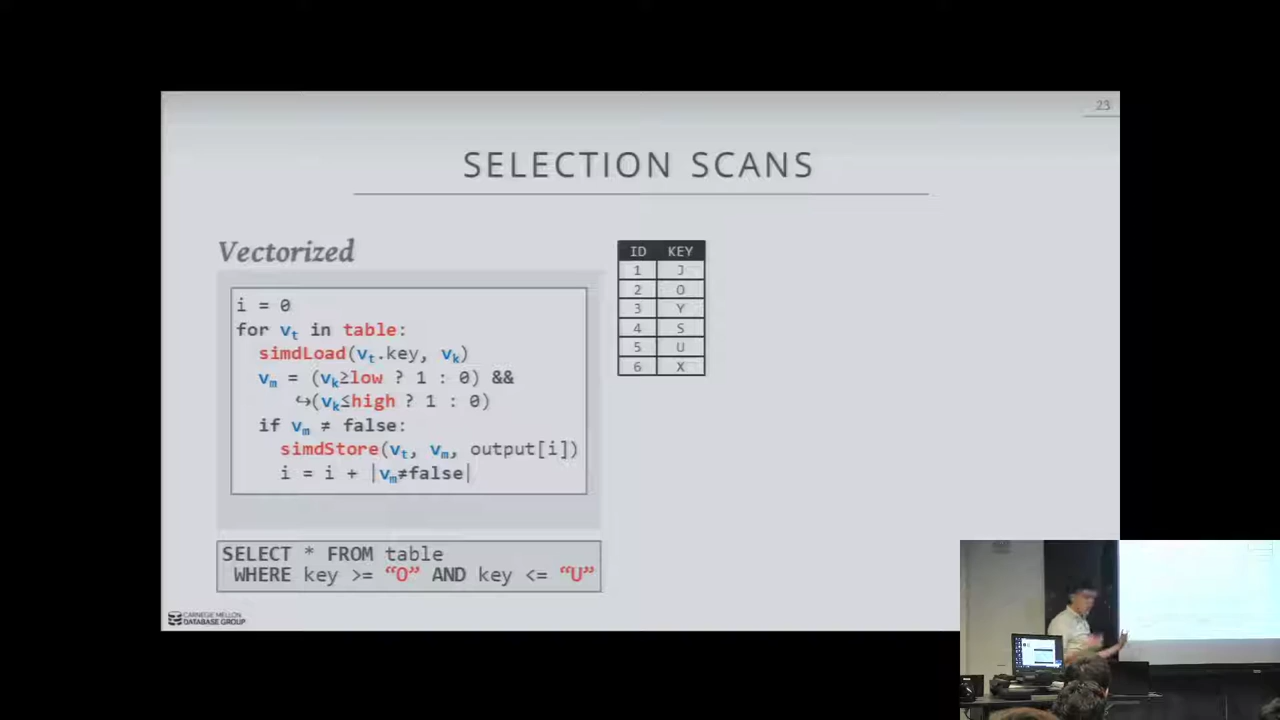 23
SELECTION SCANS
Vectorized
i = 0
for vt in table:
simdLoad(vt.key, vk)
vm = (vk≥low ? 1 : 0) &&
↪(vk≤high ? 1 : 0)
if vm ≠ false:
simdStore(vt, vm, output[i])
i = i + |vm≠false|
ID KEY
1 J
2 O
3 Y
4 S
5 U
6 X
SELECT * FROM table
WHERE key >= “O” AND key <= “U”
CARNEGIE MELLON
DATABASE GROUP